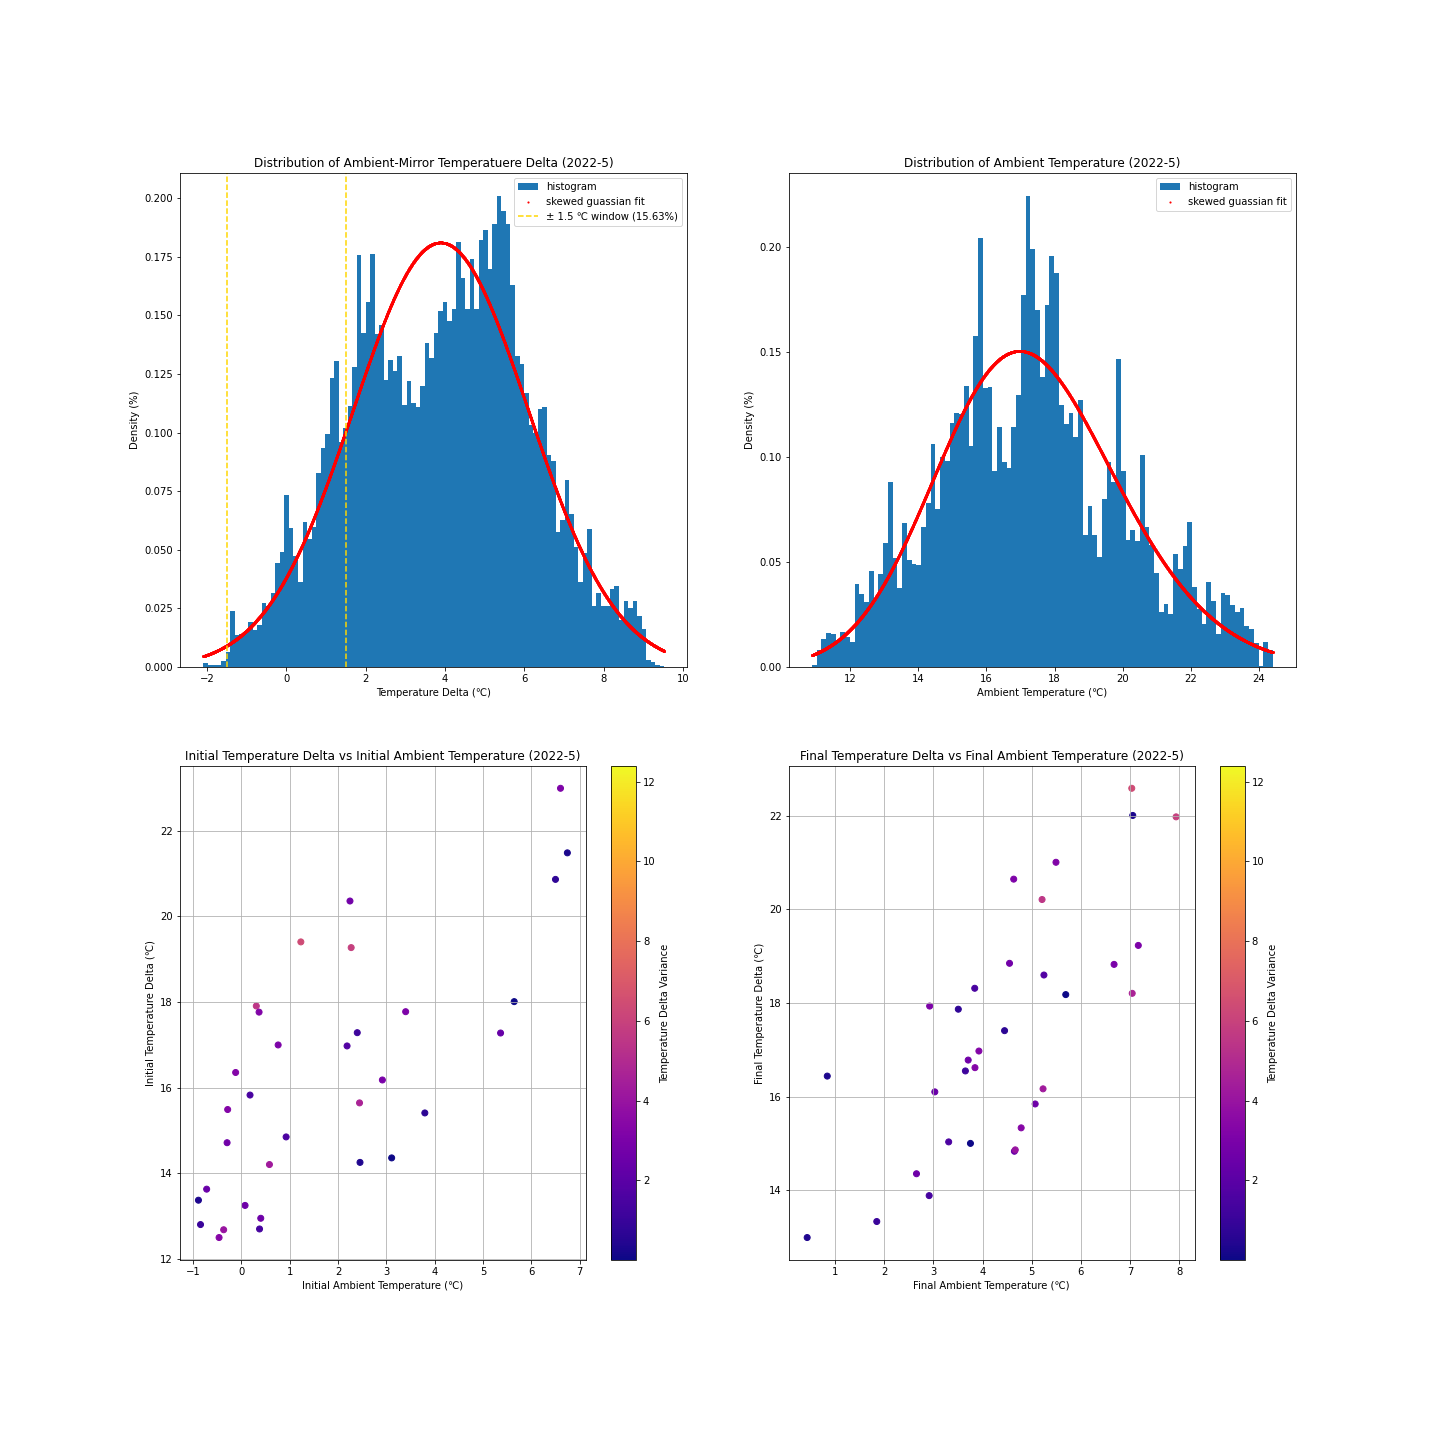 Distribution of Ambient-Mirror Temperatuere Delta (2022-5)
histogram
skewed guassian fit
± 1.5 ℃ window (15.63%)
Density (%)
0.200
0.175
0.150
0.125
0.100
0.075
0.050
0.025
0.000
−2 0 2 4 6 8 10
Temperature Delta (℃)
Distribution of Ambient Temperature (2022-5)
histogram
skewed guassian fit
Density (%)
0.20
0.15
0.10
0.05
0.00
12 14 16 18 20 22 24
Ambient Temperature (℃)
Initial Temperature Delta vs Initial Ambient Temperature (2022-5)
Initial Temperature Delta (℃)
22
20
18
16
14
12
−1 0 1 2 3 4 5 6 7
Initial Ambient Temperature (℃)
12
10
8
6
4
2
Temperature Delta Variance
Final Temperature Delta vs Final Ambient Temperature (2022-5)
Final Temperature Delta (℃)
22
20
18
16
14
1 2 3 4 5 6 7 8
Final Ambient Temperature (℃)
12
10
8
6
4
2
Temperature Delta Variance